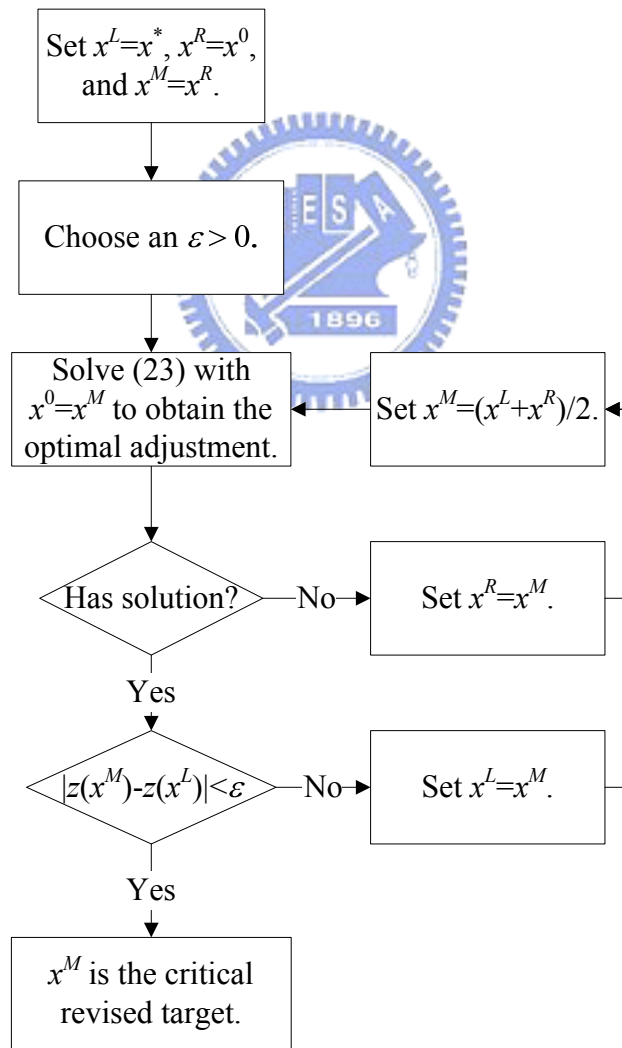 Set x^L=x^*, x^R=x^0,
and x^M=x^R.
Choose an ε > 0.
E S A
1896
Solve (23) with
x^0=x^M to obtain the
optimal adjustment.
Set x^M=(x^L+x^R)/2.
Has solution?
No
Set x^R=x^M.
Yes
|z(x^M)-z(x^L)|<ε
No
Set x^L=x^M.
Yes
x^M is the critical
revised target.